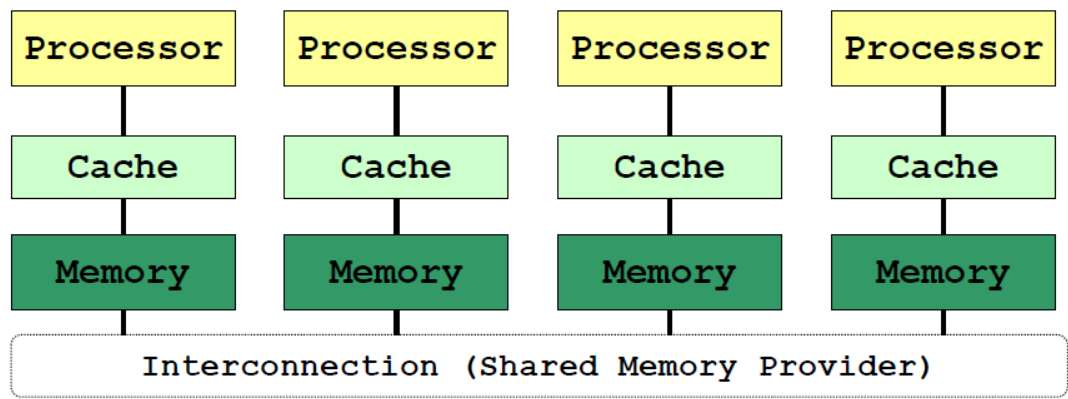 Processor Processor Processor Processor
Cache Cache Cache Cache
Memory Memory Memory Memory
Interconnection (Shared Memory Provider)